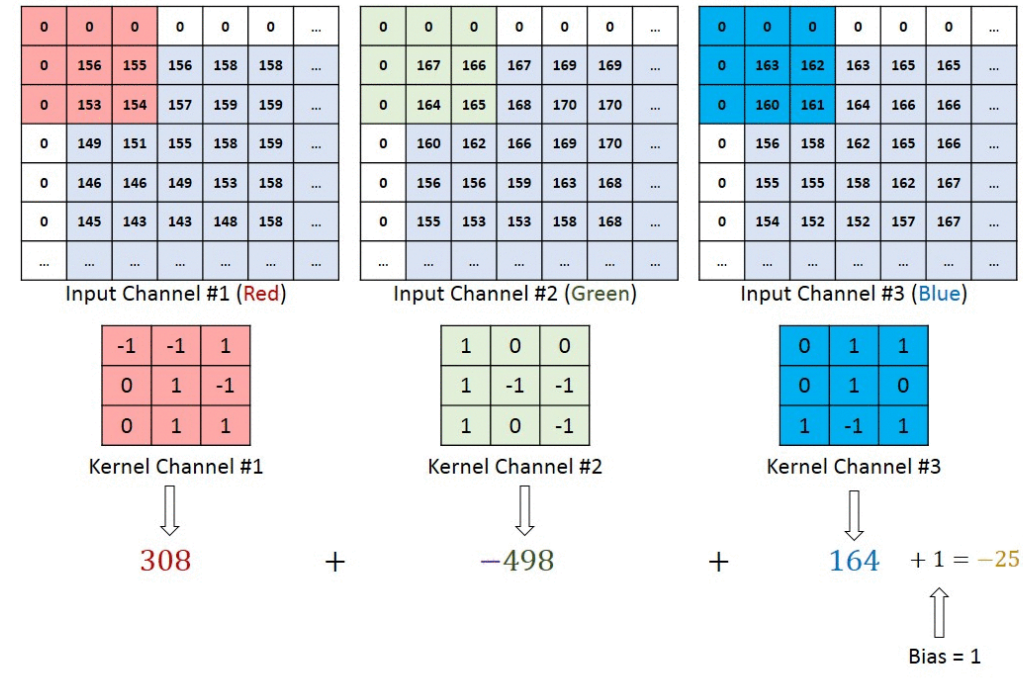 0 0 0 0 0 0 ... 0 0 0 0 0 0 ... 0 0 0 0 0 0 ...
0 156 155 156 158 158 ... 0 167 166 167 169 169 ... 0 163 162 163 165 165 ...
0 153 154 157 159 159 ... 0 164 165 168 170 170 ... 0 160 161 164 166 166 ...
0 149 151 155 158 159 ... 0 160 162 166 169 170 ... 0 156 158 162 165 166 ...
0 146 146 149 153 158 ... 0 156 156 159 163 168 ... 0 155 155 158 162 167 ...
0 145 143 143 148 158 ... 0 155 153 153 158 168 ... 0 154 152 152 157 167 ...
... ... ... ... ... ... ... ... ... ... ... ... ... ... ... ... ... ... ... ... ...
Input Channel #1 (Red) Input Channel #2 (Green) Input Channel #3 (Blue)
-1 -1 1 1 0 0 0 1 1
0 1 -1 1 -1 -1 0 1 0
0 1 1 1 0 -1 1 -1 1
Kernel Channel #1 Kernel Channel #2 Kernel Channel #3
308 + −498 + 164 + 1 = −25
Bias = 1